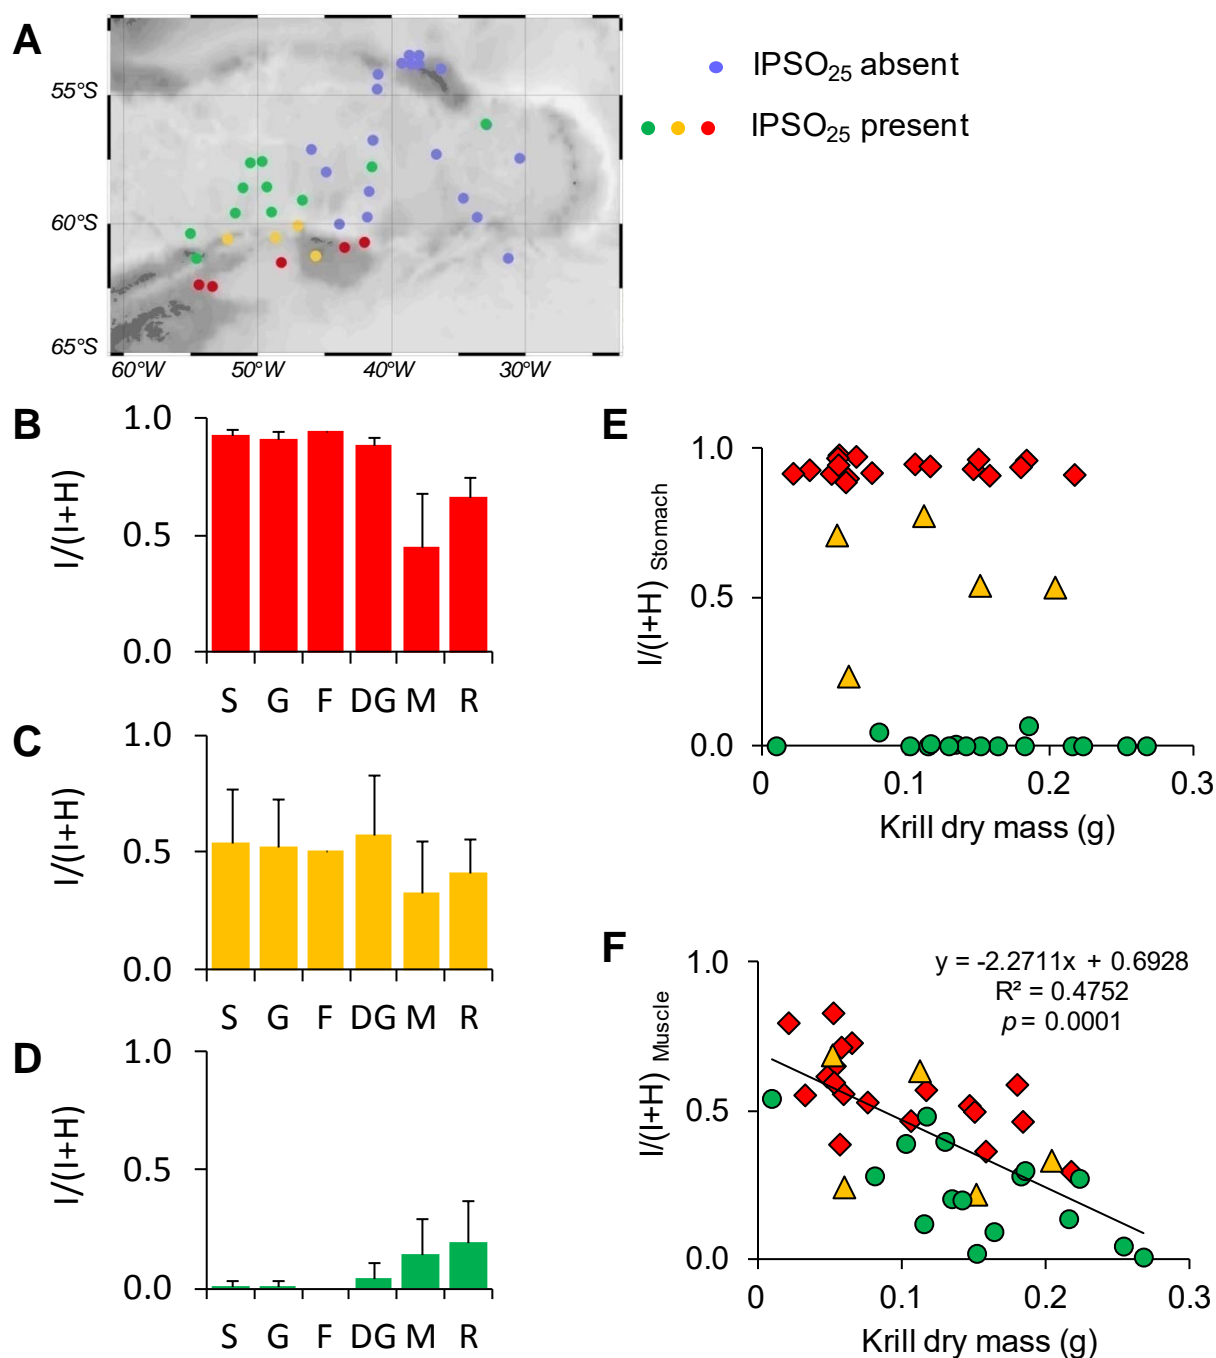 A
55°S
60°S
65°S
60°W
50°W
40°W
30°W
IPSO25 absent
IPSO25 present
B
I/(I+H)
1.0
0.5
0.0
S G F DG M R
C
I/(I+H)
1.0
0.5
0.0
S G F DG M R
D
I/(I+H)
1.0
0.5
0.0
S G F DG M R
E
I/(I+H) Stomach
1.0
0.5
0.0
0 0.1 0.2 0.3
Krill dry mass (g)
F
I/(I+H) Muscle
1.0
0.5
0.0
y = -2.2711x + 0.6928
R² = 0.4752
p = 0.0001
0 0.1 0.2 0.3
Krill dry mass (g)